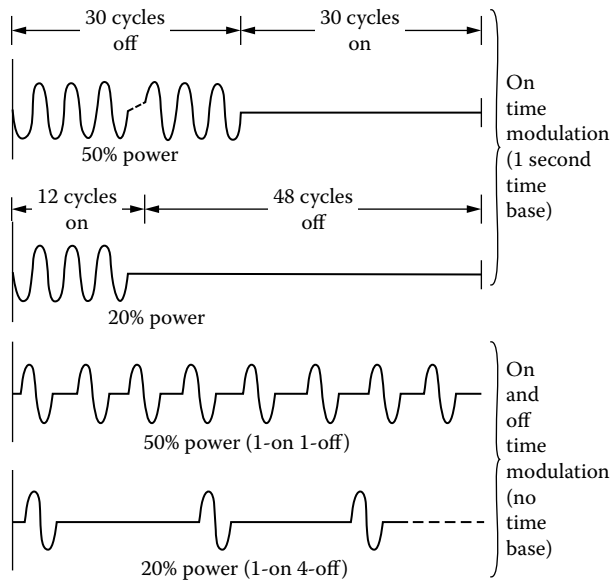 30 cycles
off
30 cycles
on
50% power
On
time
modulation
(1 second
time
base)
12 cycles
on
48 cycles
off
20% power
50% power (1-on 1-off)
20% power (1-on 4-off)
On
and
off
time
modulation
(no
time
base)